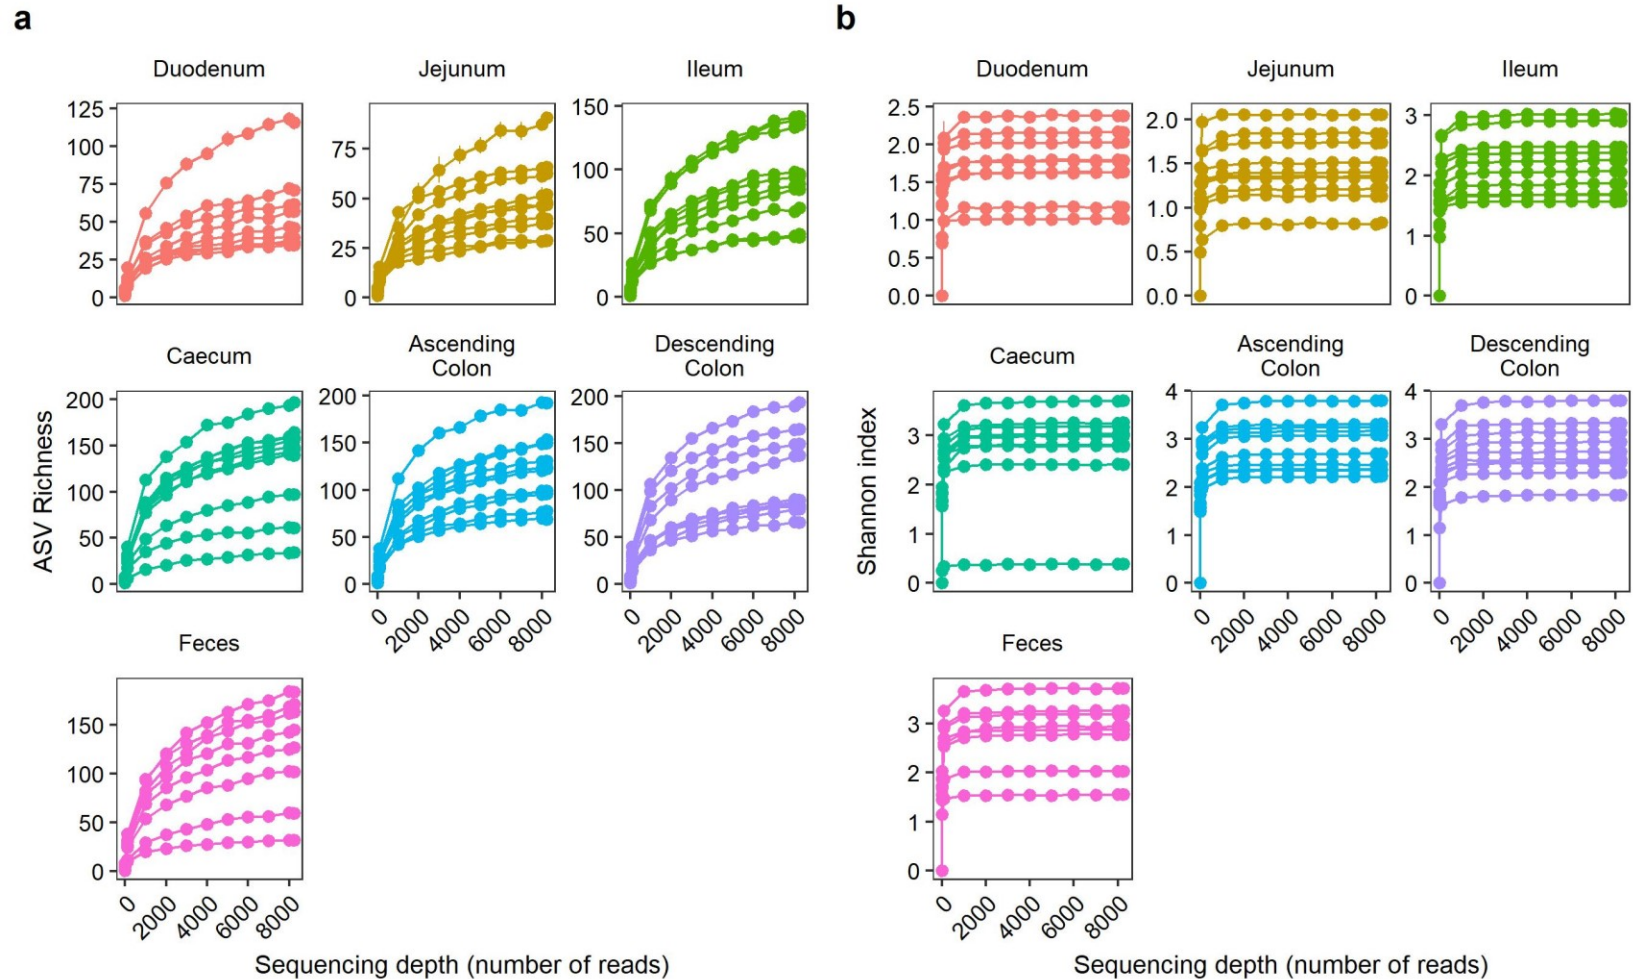 a
b
Duodenum
Jejunum
Ileum
Duodenum
Jejunum
Ileum
125
100
75
50
25
0
75
50
25
0
150
100
50
0
2.5
2.0
1.5
1.0
0.5
0.0
2.0
1.5
1.0
0.5
0.0
3
2
1
0
Caecum
Ascending
Colon
Descending
Colon
Caecum
Ascending
Colon
Descending
Colon
ASV Richness
200
150
100
50
0
200
150
100
50
0
200
150
100
50
0
Shannon index
3
2
1
0
4
3
2
1
0
4
3
2
1
0
0 2000 4000 6000 8000
0 2000 4000 6000 8000
0 2000 4000 6000 8000
0 2000 4000 6000 8000
Feces
Feces
150
100
50
0
3
2
1
0
0 2000 4000 6000 8000
0 2000 4000 6000 8000
Sequencing depth (number of reads)
Sequencing depth (number of reads)